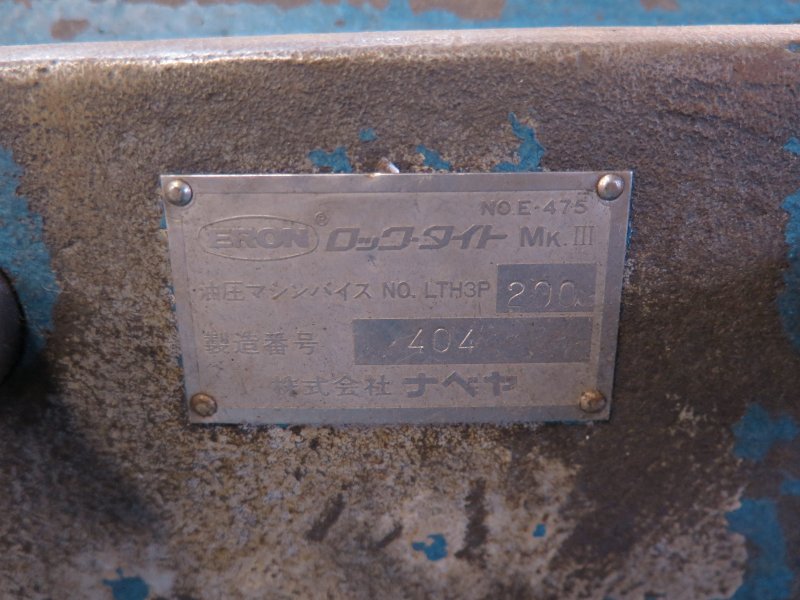 NO.E-475
ERON® ロック・タイト MK.III
油圧マシンバイス NO. LTH3P 200
製造番号 404
株式会社 ナベヤ